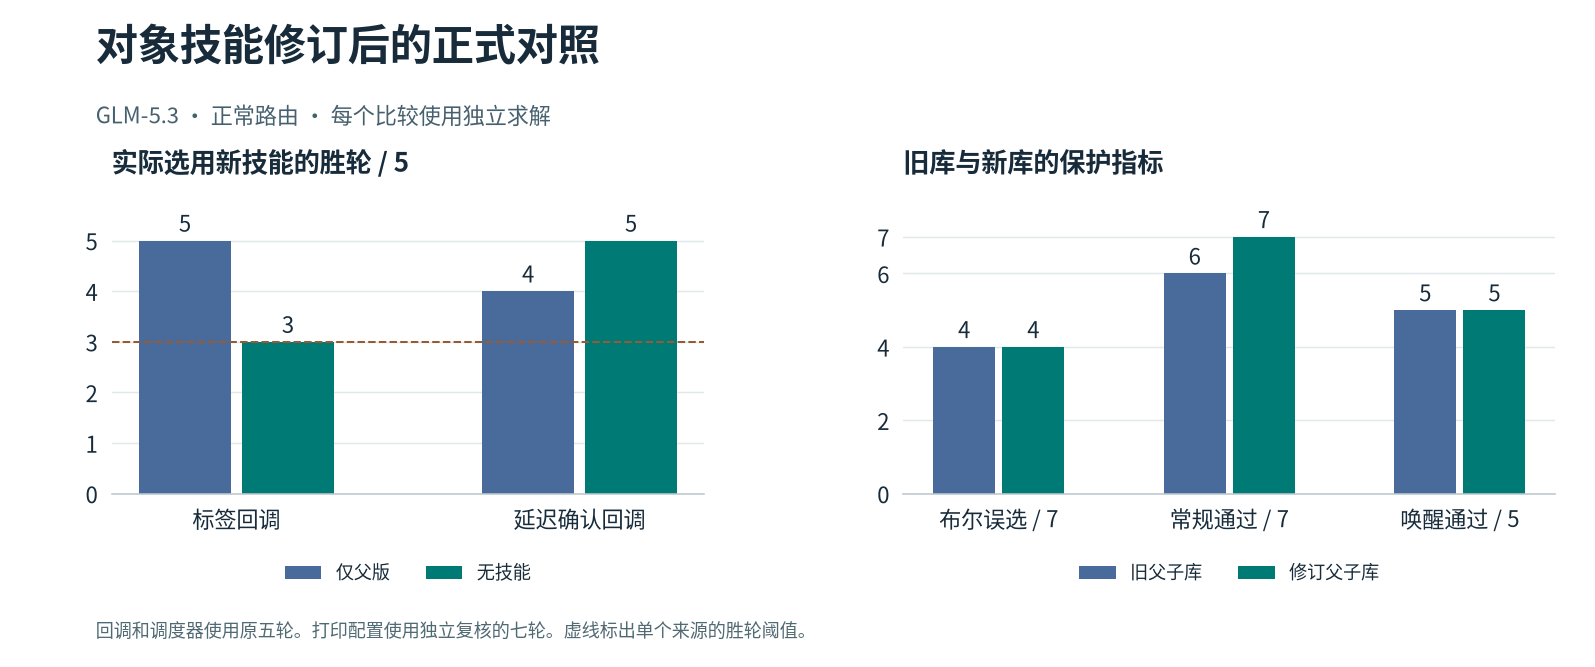 对象技能修订后的正式对照
GLM-5.3 · 正常路由 · 每个比较使用独立求解
实际选用新技能的胜轮 / 5
5
4
3
2
1
0
5
3
4
5
标签回调
延迟确认回调
仅父版
无技能
旧库与新库的保护指标
7
6
4
2
0
4
4
6
7
5
5
布尔误选 / 7
常规通过 / 7
唤醒通过 / 5
旧父子库
修订父子库
回调和调度器使用原五轮。打印配置使用独立复核的七轮。虚线标出单个来源的胜轮阈值。